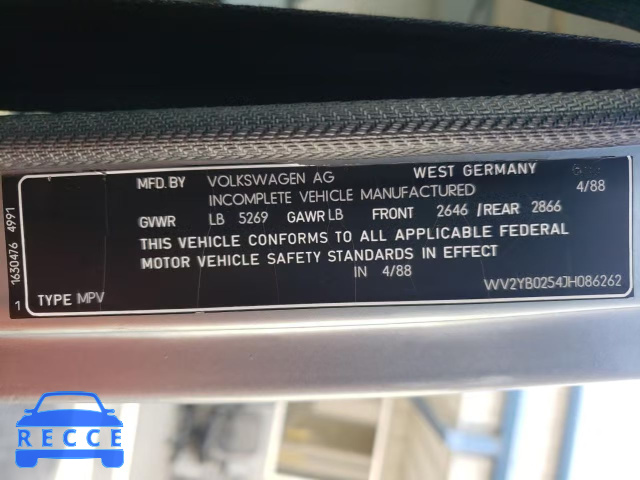 MFD.BY VOLKSWAGEN AG WEST GERMANY
INCOMPLETE VEHICLE MANUFACTURED 4/88
GVWR LB 5269 GAWR LB FRONT 2646 /REAR 2866
THIS VEHICLE CONFORMS TO ALL APPLICABLE FEDERAL
MOTOR VEHICLE SAFETY STANDARDS IN EFFECT
IN 4/88
TYPE MPV WV2YB0254JH086262
1 1630476 4991
RECCE